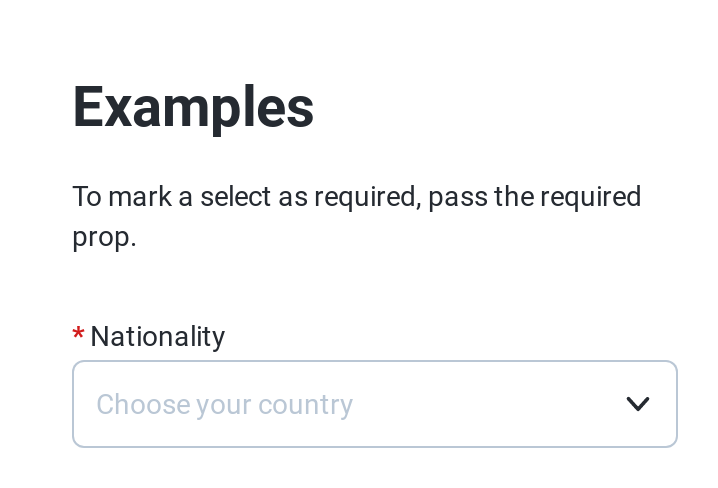 Examples
To mark a select as required, pass the required
prop.
* Nationality
Choose your country